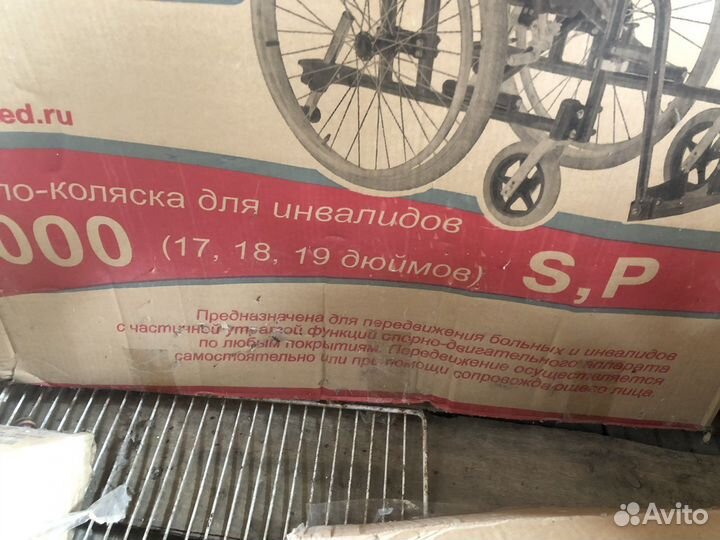 ed.ru
ло-коляска для инвалидов
000 (17, 18, 19 дюймов) S,P
Предназначена для передвижения больных и инвалидов
с частичной утратой функций опорно-двигательного аппарата
по любым покрытиям. Передвижение осуществляется
самостоятельно или при помощи сопровождающего лица.
Avito